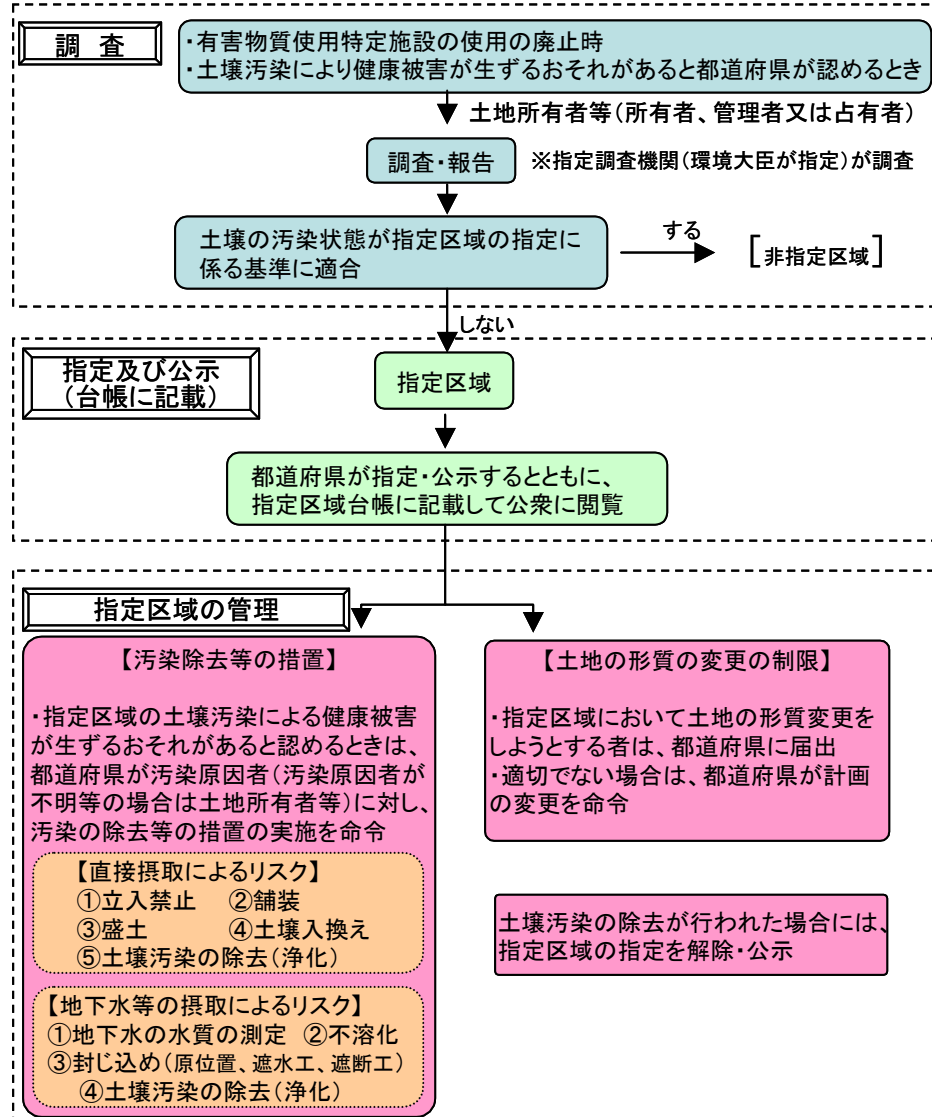 調 査
・有害物質使用特定施設の使用の廃止時
・土壌汚染により健康被害が生ずるおそれがあると都道府県が認めるとき
土地所有者等(所有者、管理者又は占有者)
調査・報告
※指定調査機関(環境大臣が指定)が調査
土壌の汚染状態が指定区域の指定に
係る基準に適合
する
[非指定区域]
しない
指定及び公示
(台帳に記載)
指定区域
都道府県が指定・公示するとともに、
指定区域台帳に記載して公衆に閲覧
指定区域の管理
【汚染除去等の措置】
・指定区域の土壌汚染による健康被害
が生ずるおそれがあると認めるときは、
都道府県が汚染原因者(汚染原因者が
不明等の場合は土地所有者等)に対し、
汚染の除去等の措置の実施を命令
【直接摂取によるリスク】
①立入禁止 ②舗装
③盛土 ④土壌入換え
⑤土壌汚染の除去(浄化)
【地下水等の摂取によるリスク】
①地下水の水質の測定 ②不溶化
③封じ込め(原位置、遮水工、遮断工)
④土壌汚染の除去(浄化)
【土地の形質の変更の制限】
・指定区域において土地の形質変更を
しようとする者は、都道府県に届出
・適切でない場合は、都道府県が計画
の変更を命令
土壌汚染の除去が行われた場合には、
指定区域の指定を解除・公示